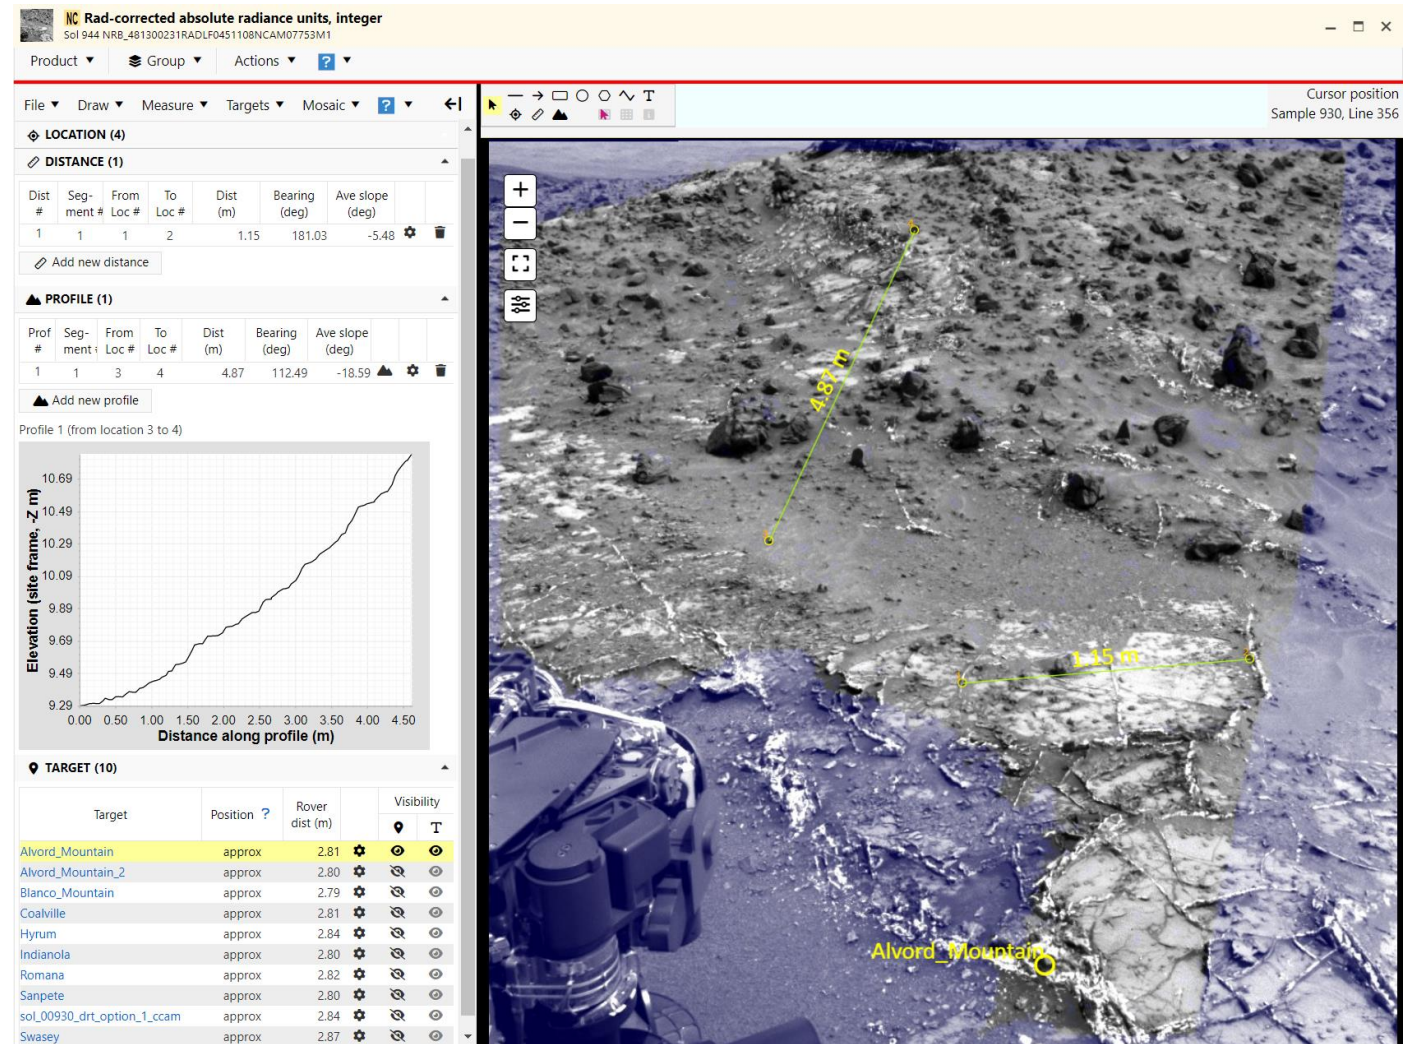 NC Rad-corrected absolute radiance units, integer
Sol 944 NRB_481300231RADLF0451108NCAM07753M1
Product Group Actions ?
File Draw Measure Targets Mosaic ?
T
Cursor position
Sample 930, Line 356
LOCATION (4)
DISTANCE (1)
Dist # Seg-ment # From Loc # To Loc # Dist (m) Bearing (deg) Ave slope (deg)
1 1 1 2 1.15 181.03 -5.48
Add new distance
PROFILE (1)
Prof # Seg-ment From Loc # To Loc # Dist (m) Bearing (deg) Ave slope (deg)
1 1 3 4 4.87 112.49 -18.59
Add new profile
Profile 1 (from location 3 to 4)
Elevation (site frame, -Z m)
10.69
10.49
10.29
10.09
9.89
9.69
9.49
9.29
0.00 0.50 1.00 1.50 2.00 2.50 3.00 3.50 4.00 4.50
Distance along profile (m)
TARGET (10)
Target Position ? Rover dist (m) Visibility
T
Alvord_Mountain approx 2.81
Alvord_Mountain_2 approx 2.80
Blanco_Mountain approx 2.79
Coalville approx 2.81
Hyrum approx 2.84
Indianola approx 2.80
Romana approx 2.82
Sanpete approx 2.80
sol_00930_drt_option_1_ccam approx 2.84
Swasey approx 2.87
+
−
4.87 m
1.15 m
Alvord_Mountain